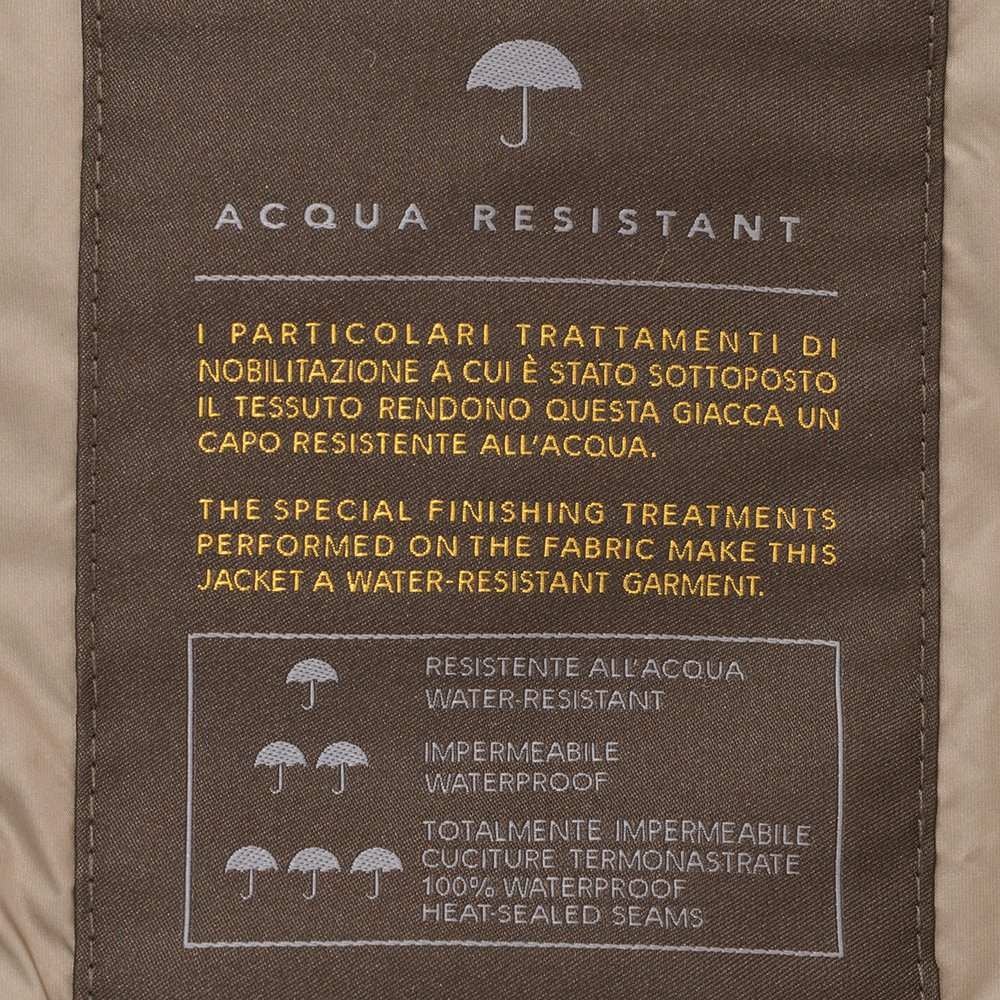 ACQUA RESISTANT
I PARTICOLARI TRATTAMENTI DI
NOBILITAZIONE A CUI È STATO SOTTOPOSTO
IL TESSUTO RENDONO QUESTA GIACCA UN
CAPO RESISTENTE ALL'ACQUA.
THE SPECIAL FINISHING TREATMENTS
PERFORMED ON THE FABRIC MAKE THIS
JACKET A WATER-RESISTANT GARMENT.
RESISTENTE ALL'ACQUA
WATER-RESISTANT
IMPERMEABILE
WATERPROOF
TOTALMENTE IMPERMEABILE
CUCITURE TERMONASTRATE
100% WATERPROOF
HEAT-SEALED SEAMS